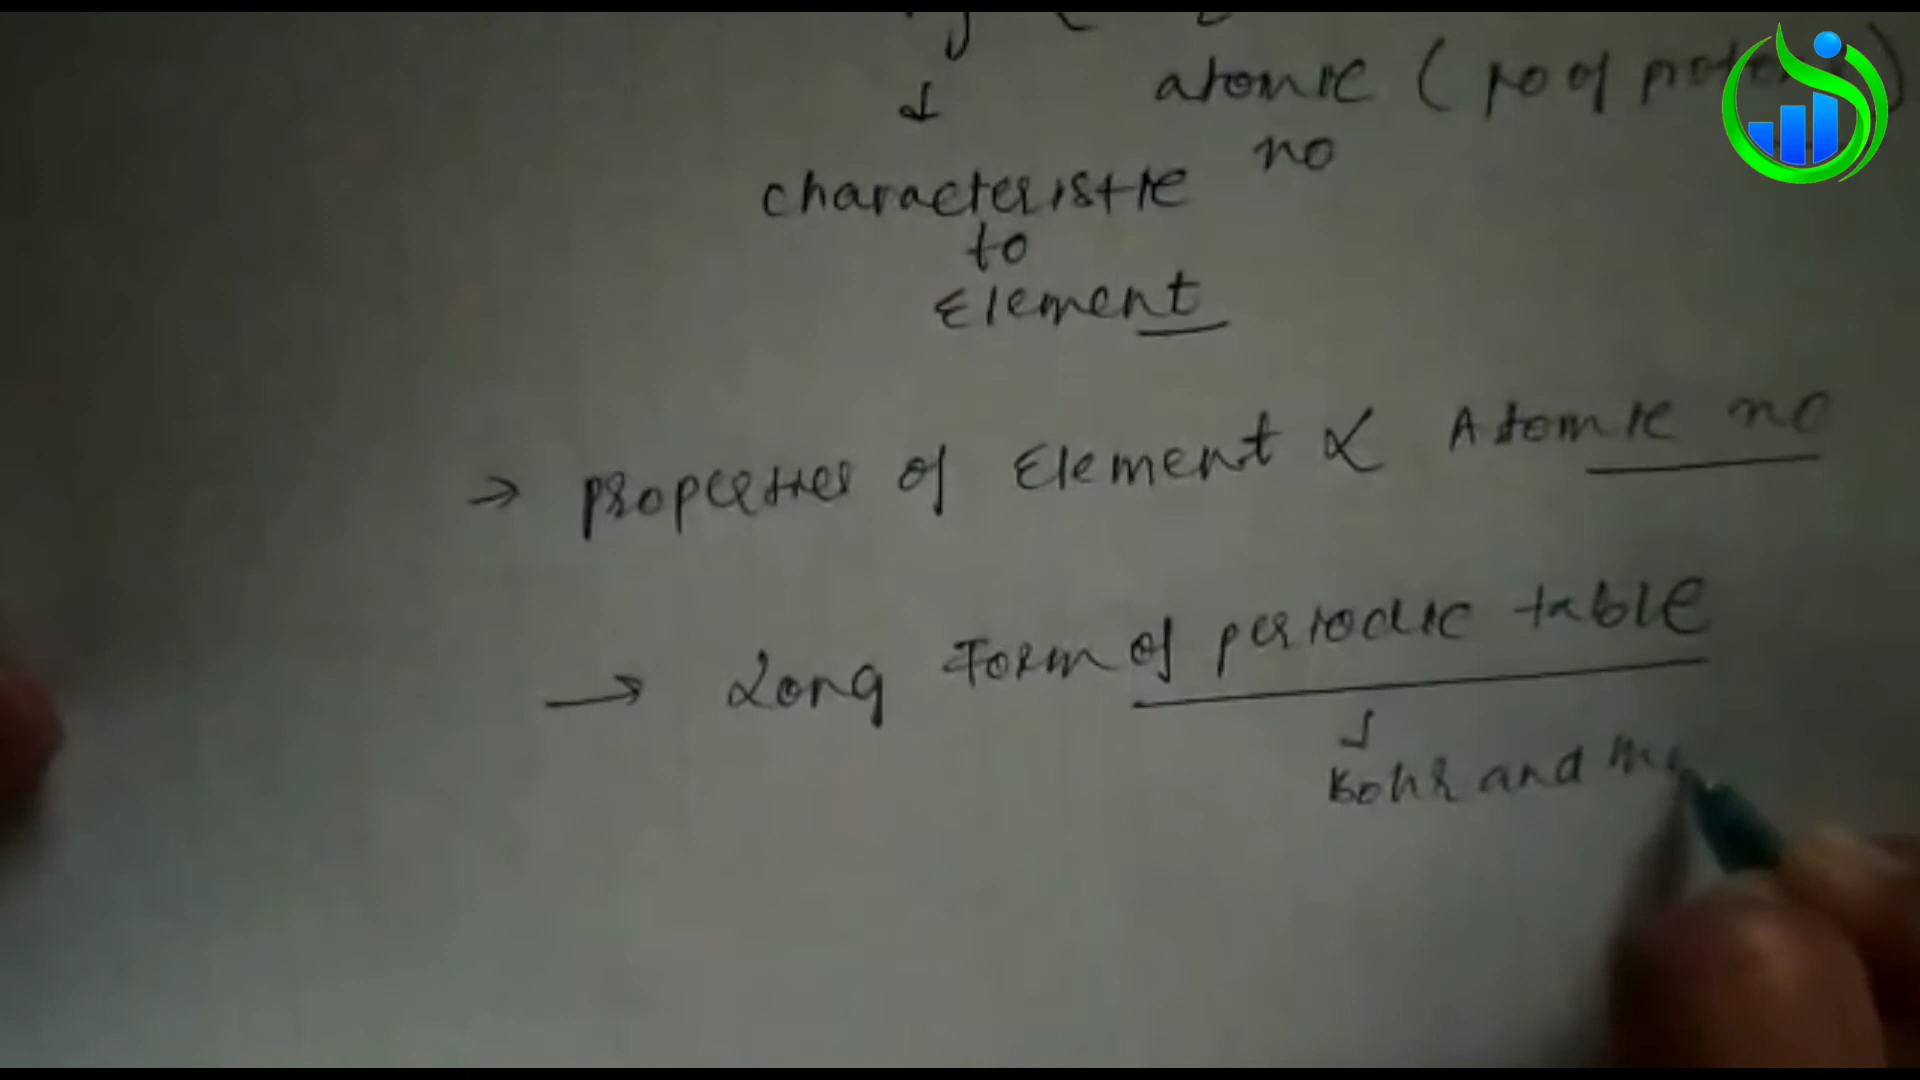 atomic (no of proton)
no
↓
characteristic
to
Element
→ properties of Element ∝ Atomic no
→ Long Form of periodic table
↓
Bohr and